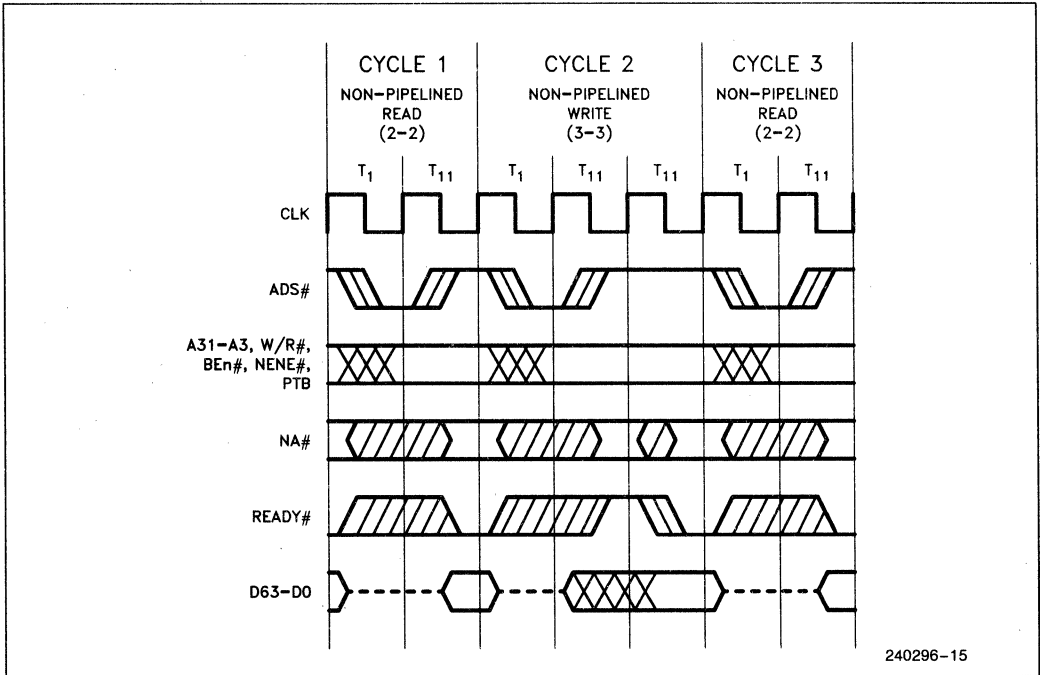 CYCLE 1 CYCLE 2 CYCLE 3
NON-PIPELINED NON-PIPELINED NON-PIPELINED
READ WRITE READ
(2-2) (3-3) (2-2)
T1 T11 T1 T11 T11 T1 T11
CLK
ADS#
A31-A3, W/R#,
BEn#, NENE#,
PTB
NA#
READY#
D63-D0
240296-15